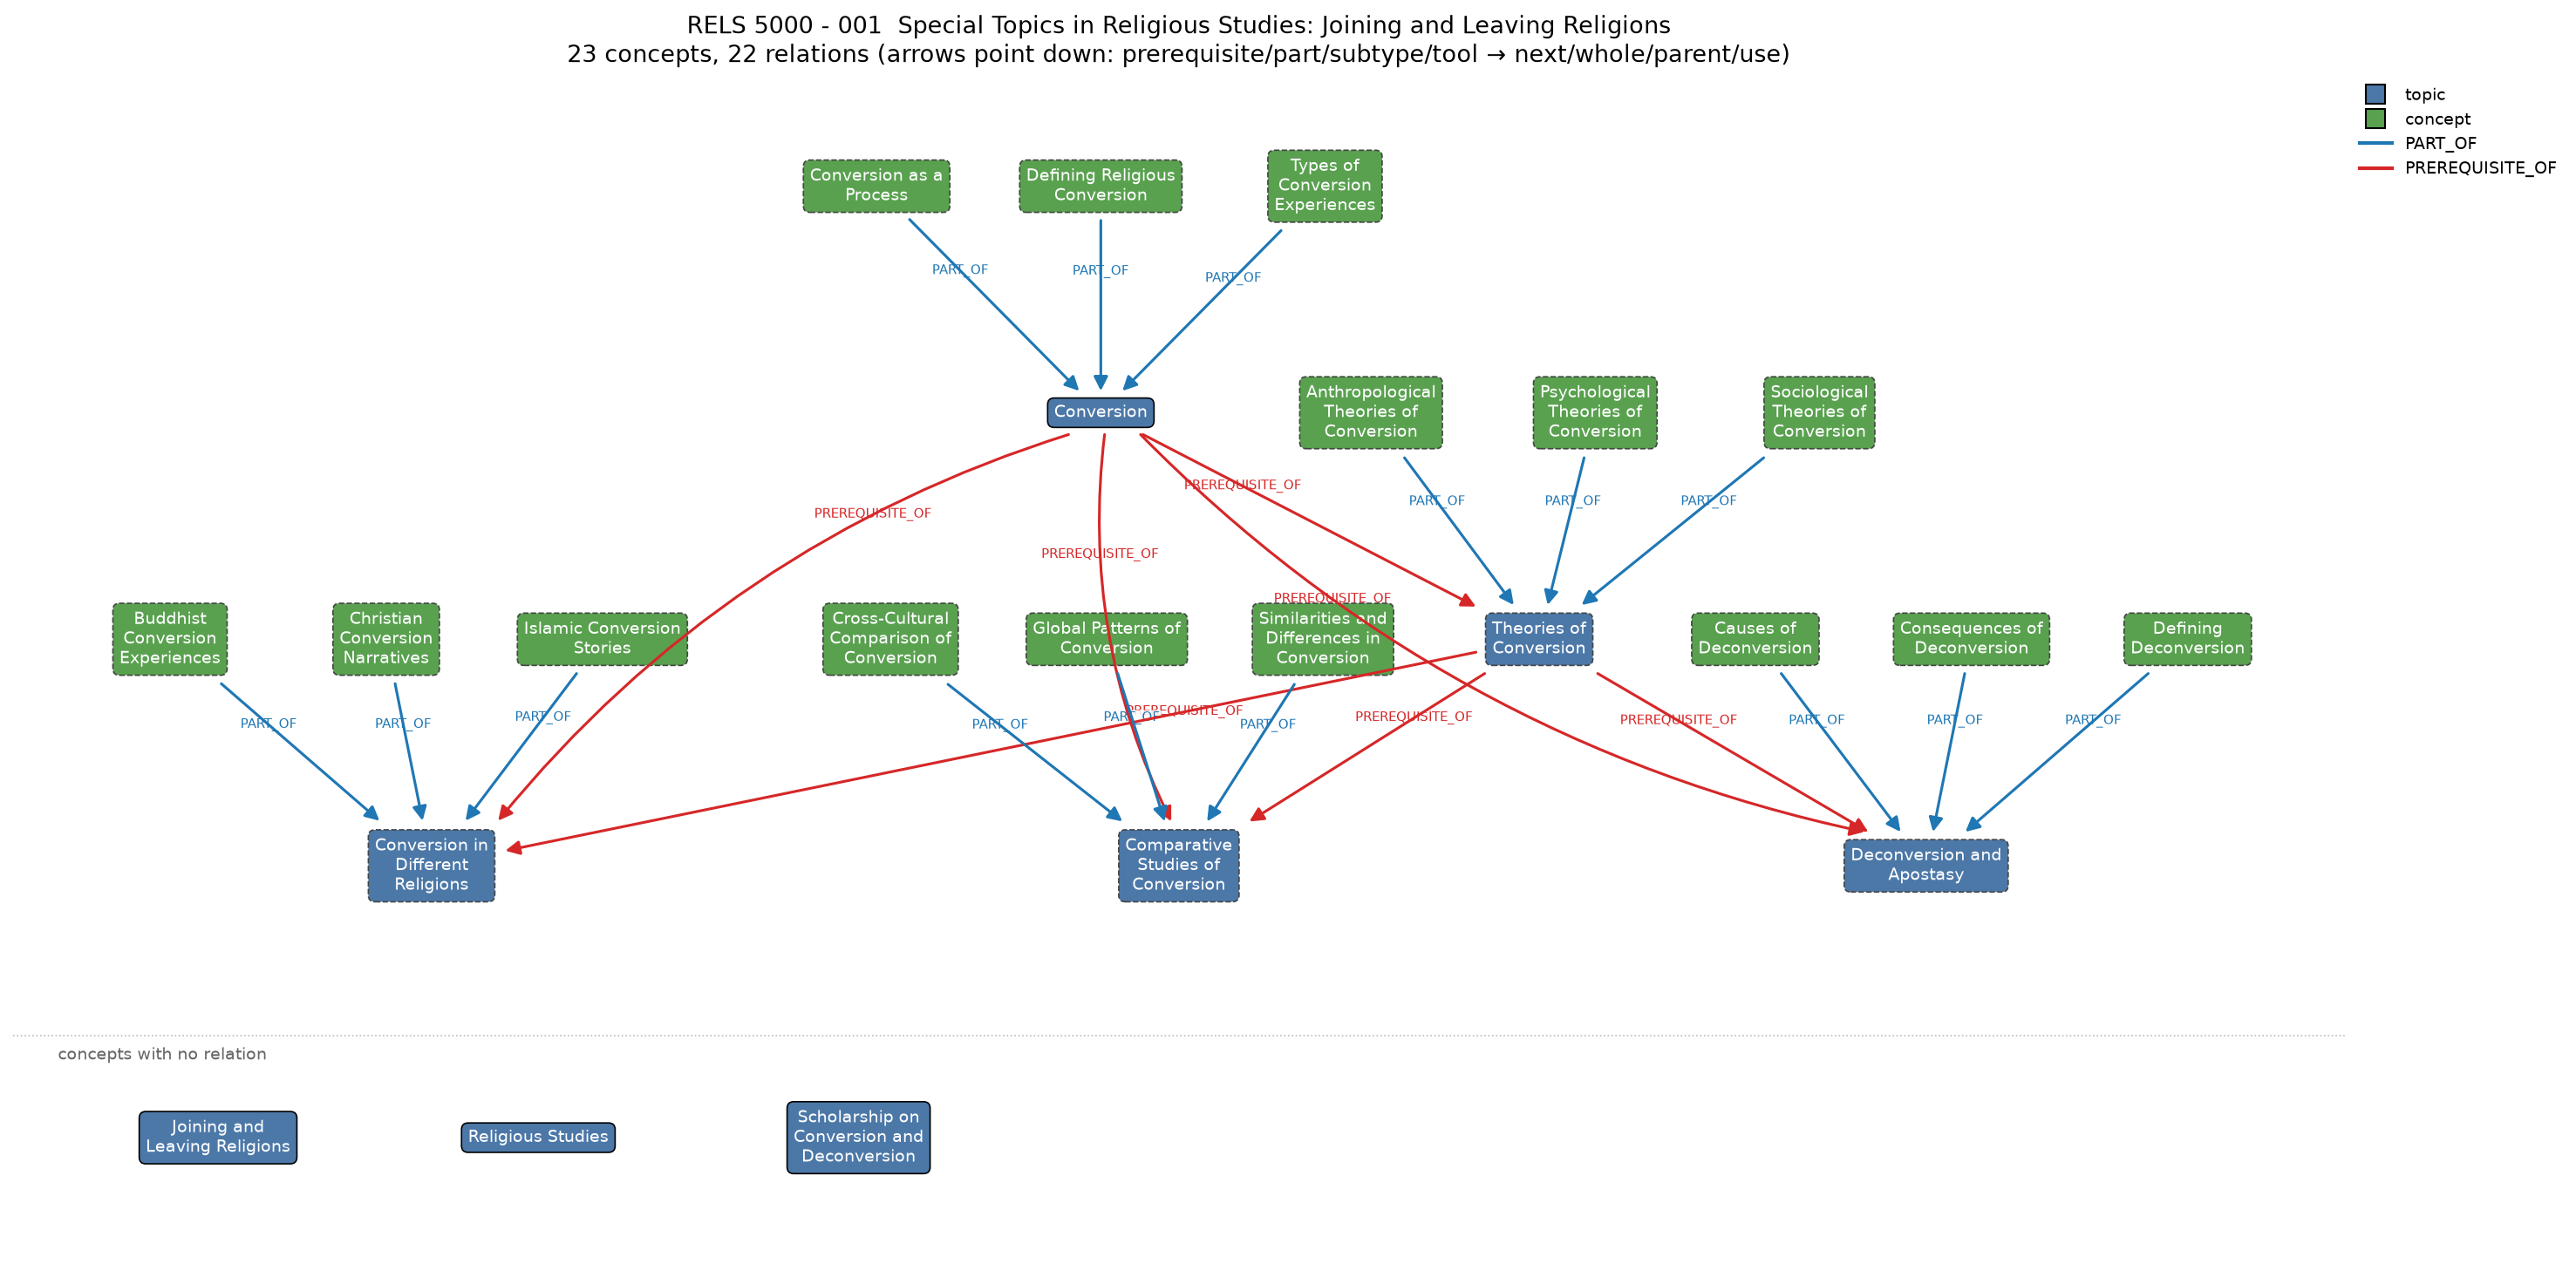 RELS 5000 - 001  Special Topics in Religious Studies: Joining and Leaving Religions
23 concepts, 22 relations (arrows point down: prerequisite/part/subtype/tool → next/whole/parent/use)
topic
concept
PART_OF
PREREQUISITE_OF
Conversion as a
Process
Defining Religious
Conversion
Types of
Conversion
Experiences
PART_OF
PART_OF
PART_OF
Conversion
Anthropological
Theories of
Conversion
Psychological
Theories of
Conversion
Sociological
Theories of
Conversion
PREREQUISITE_OF
PREREQUISITE_OF
PREREQUISITE_OF
PREREQUISITE_OF
PART_OF
PART_OF
PART_OF
Buddhist
Conversion
Experiences
Christian
Conversion
Narratives
Islamic Conversion
Stories
Cross-Cultural
Comparison of
Conversion
Global Patterns of
Conversion
Similarities and
Differences in
Conversion
Theories of
Conversion
Causes of
Deconversion
Consequences of
Deconversion
Defining
Deconversion
PART_OF
PART_OF
PART_OF
PART_OF
PART_OF
PREREQUISITE_OF
PART_OF
PREREQUISITE_OF
PREREQUISITE_OF
PART_OF
PART_OF
PART_OF
Conversion in
Different
Religions
Comparative
Studies of
Conversion
Deconversion and
Apostasy
concepts with no relation
Joining and
Leaving Religions
Religious Studies
Scholarship on
Conversion and
Deconversion